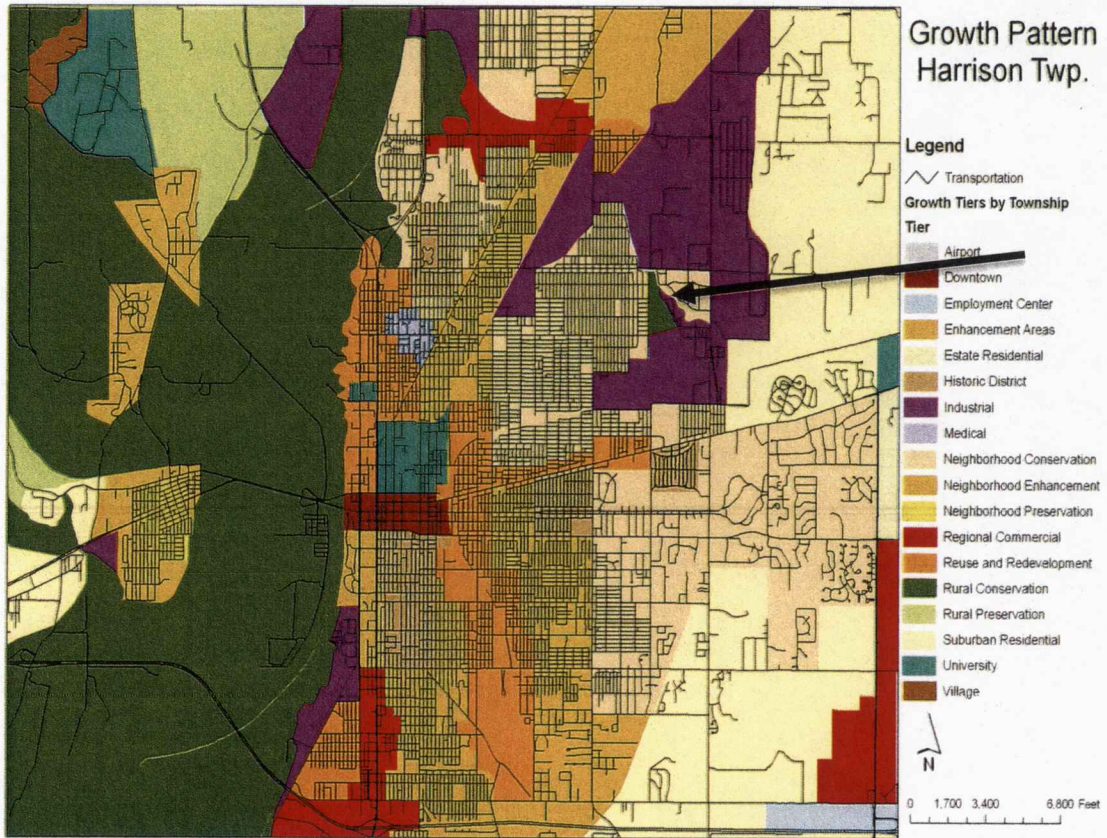 Growth Pattern
Harrison Twp.
Legend
Transportation
Growth Tiers by Township
Tier
Airport
Downtown
Employment Center
Enhancement Areas
Estate Residential
Historic District
Industrial
Medical
Neighborhood Conservation
Neighborhood Enhancement
Neighborhood Preservation
Regional Commercial
Reuse and Redevelopment
Rural Conservation
Rural Preservation
Suburban Residential
University
Village
N
0 1,700 3,400 6,800 Feet